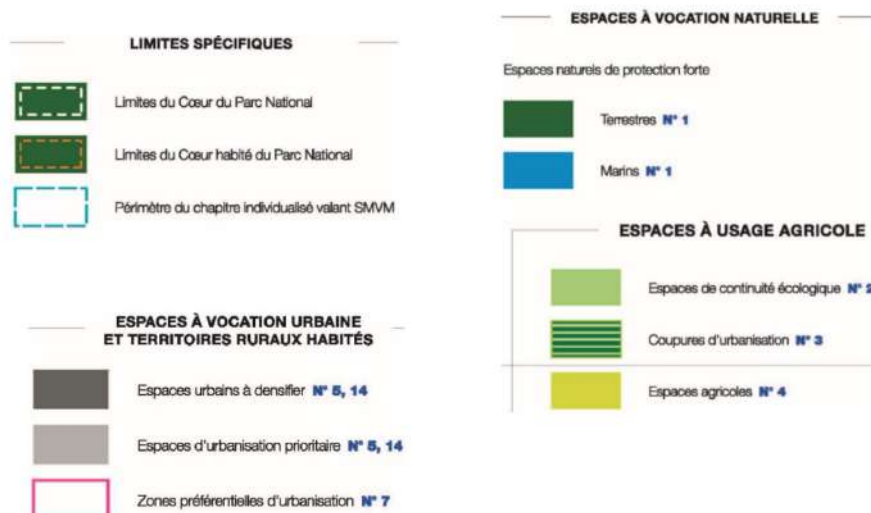 LIMITES SPÉCIFIQUES
Limites du Cœur du Parc National
Limites du Cœur habité du Parc National
Périmètre du chapitre individualisé valant SMVM
ESPACES À VOCATION URBAINE
ET TERRITOIRES RURAUX HABITÉS
Espaces urbains à densifier N° 5, 14
Espaces d'urbanisation prioritaire N° 5, 14
Zones préférentielles d'urbanisation N° 7
ESPACES À VOCATION NATURELLE
Espaces naturels de protection forte
Terrestres N° 1
Marins N° 1
ESPACES À USAGE AGRICOLE
Espaces de continuité écologique N° 2
Coupures d'urbanisation N° 3
Espaces agricoles N° 4